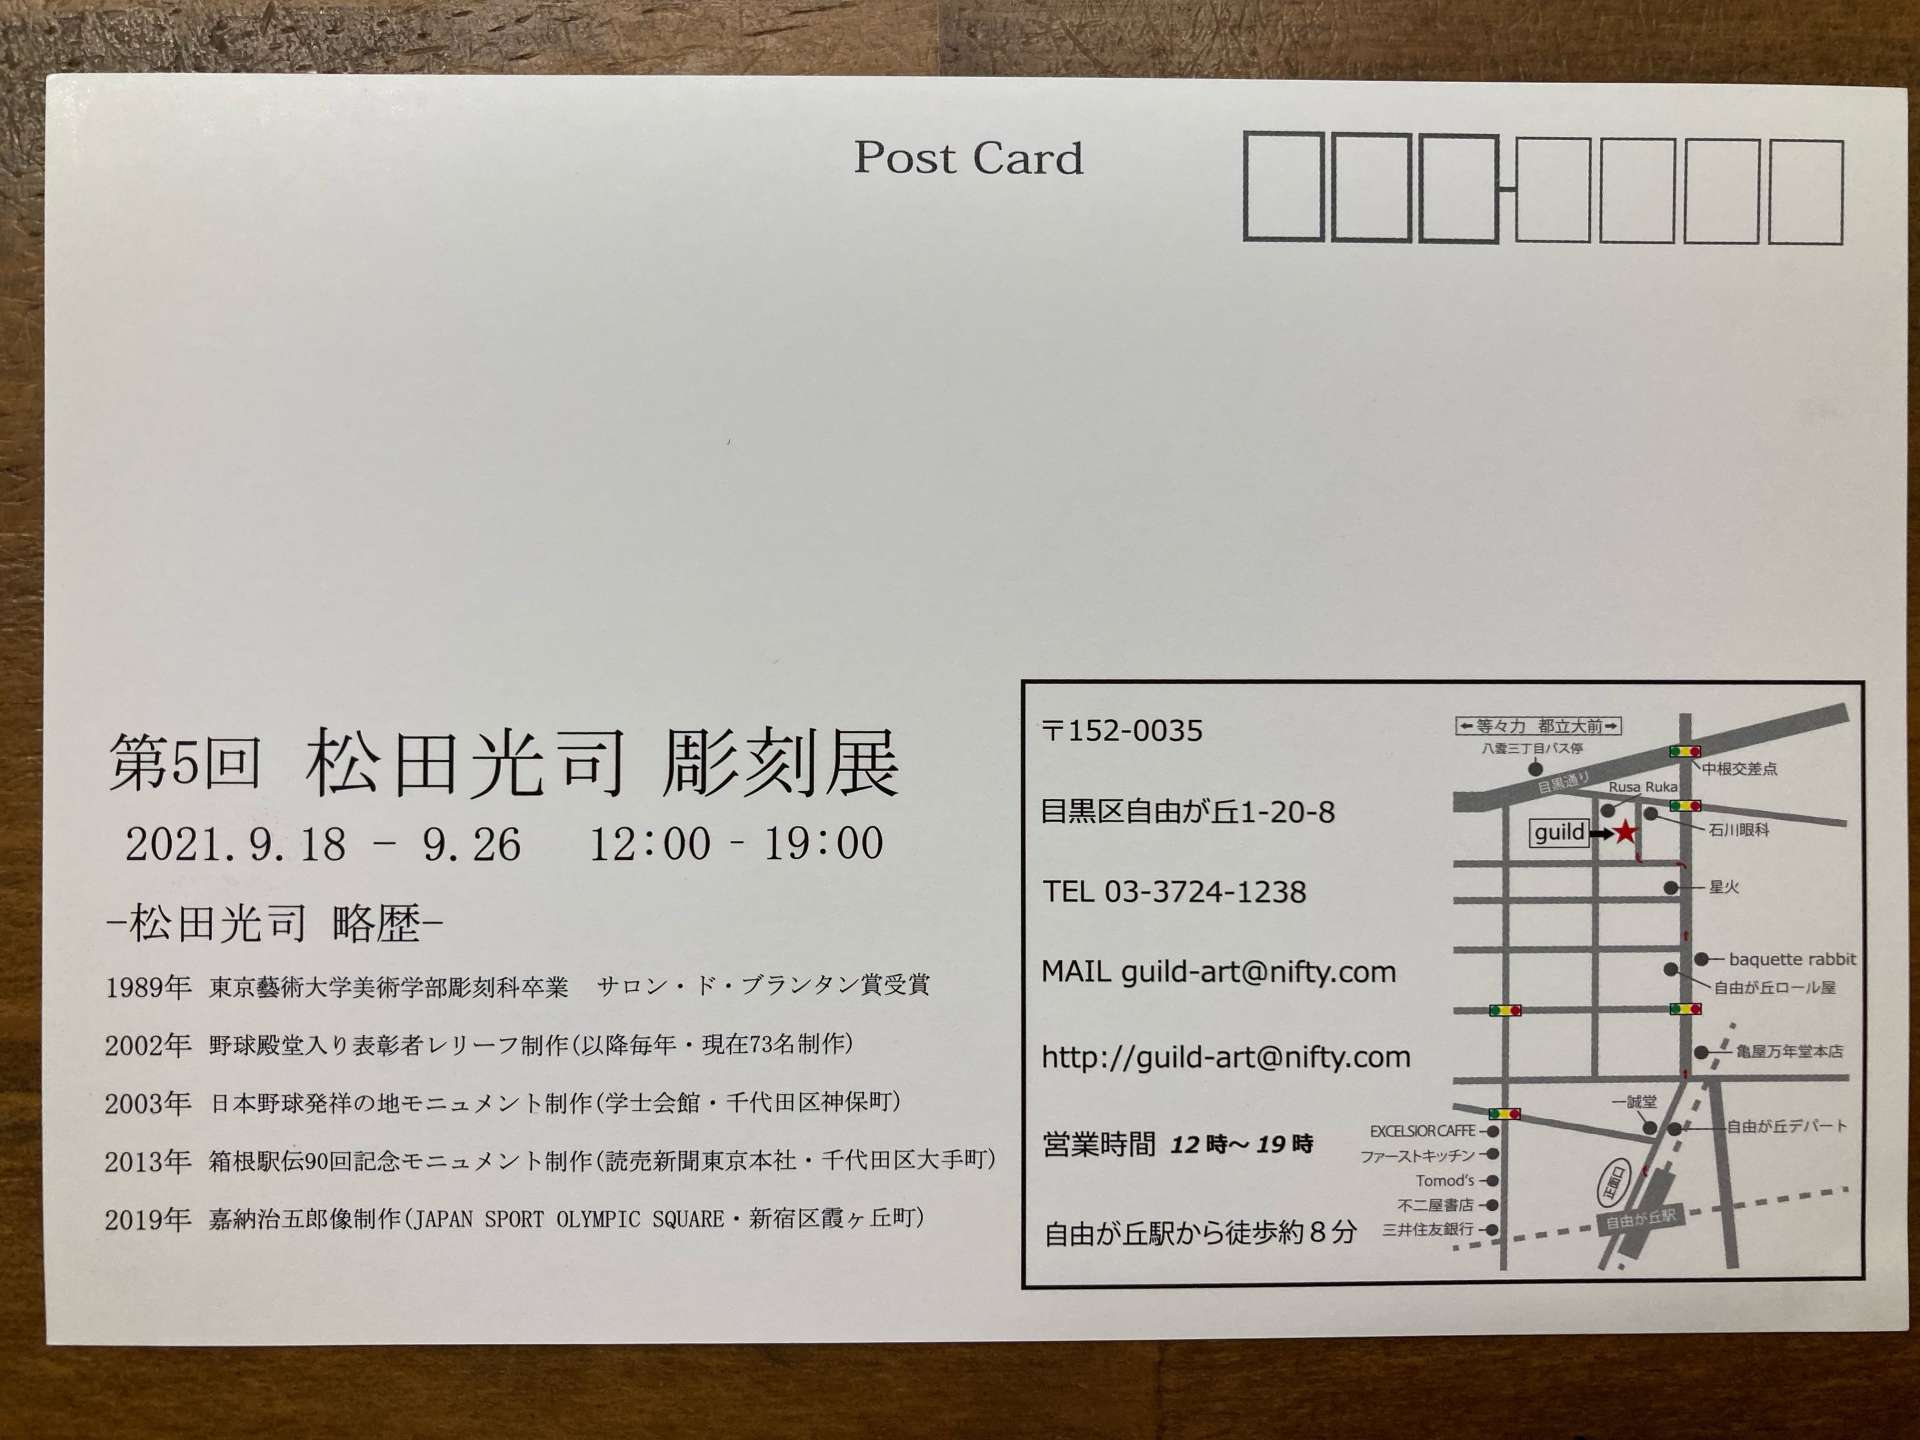 Post Card
第5回 松田光司 彫刻展
2021.9.18 − 9.26 12:00 - 19:00
−松田光司 略歴−
1989年 東京藝術大学美術学部彫刻科卒業 サロン・ド・ブランタン賞受賞
2002年 野球殿堂入り表彰者レリーフ制作(以降毎年・現在73名制作)
2003年 日本野球発祥の地モニュメント制作(学士会館・千代田区神保町)
2013年 箱根駅伝90回記念モニュメント制作(読売新聞東京本社・千代田区大手町)
2019年 嘉納治五郎像制作(JAPAN SPORT OLYMPIC SQUARE・新宿区霞ヶ丘町)
〒152-0035
目黒区自由が丘1-20-8
TEL 03-3724-1238
MAIL guild-art@nifty.com
http://guild-art@nifty.com
営業時間 12時～19時
自由が丘駅から徒歩約８分
←等々力 都立大前→
八雲三丁目バス停
中根交差点
目黒通り
Rusa Ruka
guild
石川眼科
星火
baquette rabbit
自由が丘ロール屋
亀屋万年堂本店
一誠堂
自由が丘デパート
EXCELSIOR CAFFE
ファーストキッチン
Tomod's
不二屋書店
三井住友銀行
正面口
自由が丘駅